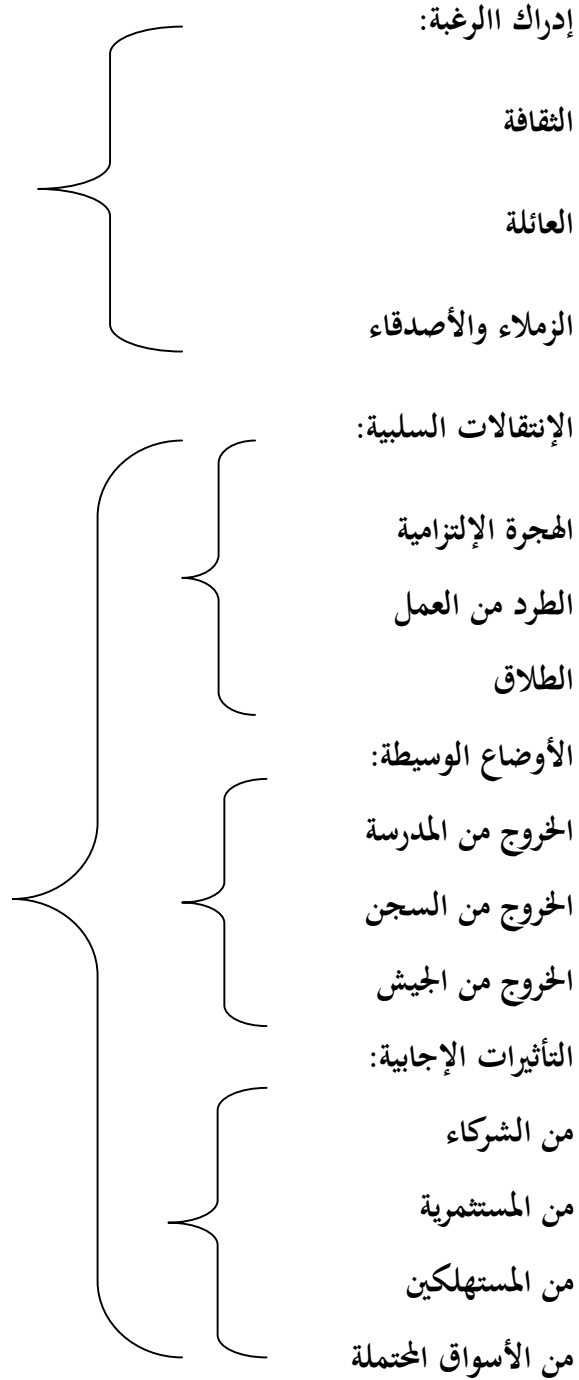 إدراك االرغبة:
الثقافة
العائلة
الزملاء والأصدقاء
الإنتقالات السلبية:
الهجرة الإلتزامية
الطرد من العمل
الطلاق
الأوضاع الوسيطة:
الخروج من المدرسة
الخروج من السجن
الخروج من الجيش
التأثيرات الإجابية:
من الشركاء
من المستثمرية
من المستهلكين
من الأسواق المحتملة